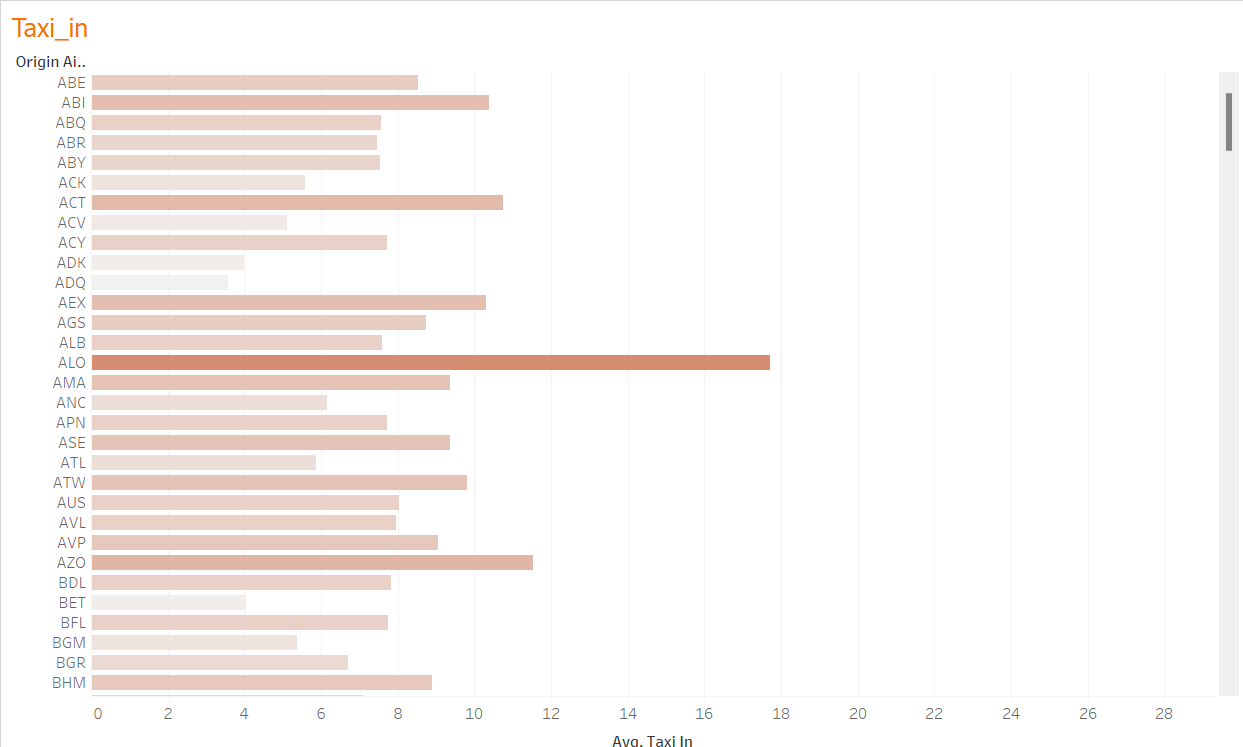 Taxi_in
Origin Ai..
ABE
ABI
ABQ
ABR
ABY
ACK
ACT
ACV
ACY
ADK
ADQ
AEX
AGS
ALB
ALO
AMA
ANC
APN
ASE
ATL
ATW
AUS
AVL
AVP
AZO
BDL
BET
BFL
BGM
BGR
BHM
0 2 4 6 8 10 12 14 16 18 20 22 24 26 28
Avg. Taxi In